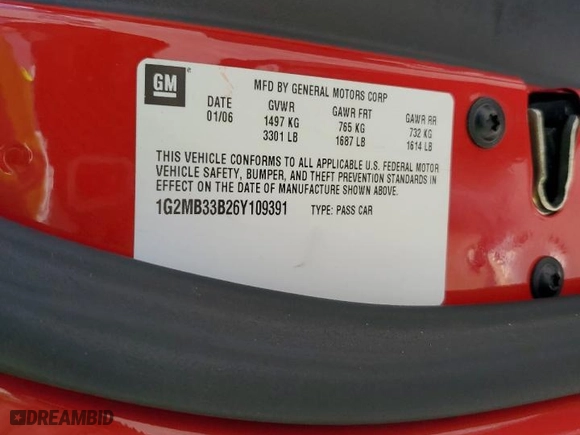 GM
MFD BY GENERAL MOTORS CORP
DATE GVWR GAWR FRT GAWR RR
01/06 1497 KG 765 KG 732 KG
3301 LB 1687 LB 1614 LB
THIS VEHICLE CONFORMS TO ALL APPLICABLE U.S. FEDERAL MOTOR
VEHICLE SAFETY, BUMPER, AND THEFT PREVENTION STANDARDS IN
EFFECT ON THE DATE OF MANUFACTURE SHOWN ABOVE.
1G2MB33B26Y109391 TYPE: PASS CAR
DREAMBID